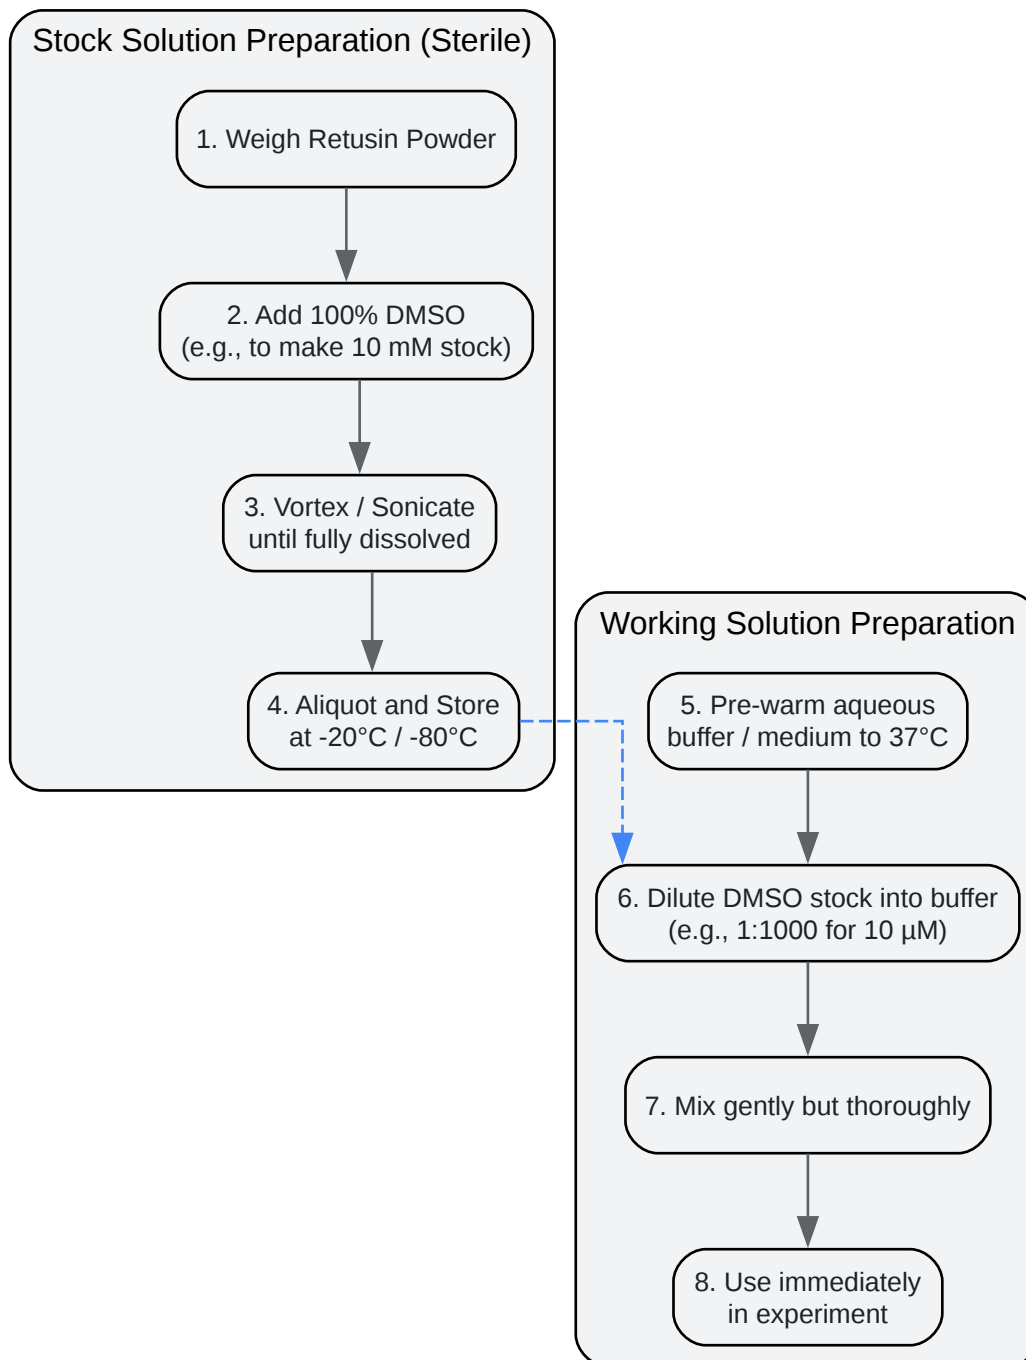 Stock Solution Preparation (Sterile)
1. Weigh Retusin Powder
2. Add 100% DMSO
(e.g., to make 10 mM stock)
3. Vortex / Sonicate
until fully dissolved
4. Aliquot and Store
at -20°C / -80°C
Working Solution Preparation
5. Pre-warm aqueous
buffer / medium to 37°C
6. Dilute DMSO stock into buffer
(e.g., 1:1000 for 10 µM)
7. Mix gently but thoroughly
8. Use immediately
in experiment